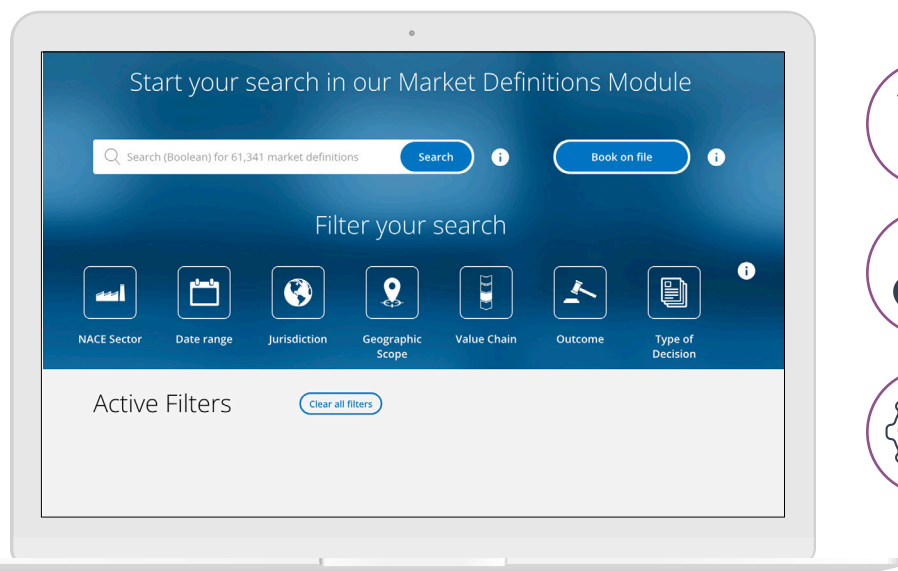 Start your search in our Market Definitions Module
Search (Boolean) for 61,341 market definitions
Search
i
Book on file
i
Filter your search
i
NACE Sector
Date range
Jurisdiction
Geographic
Scope
Value Chain
Outcome
Type of
Decision
Active Filters
Clear all filters